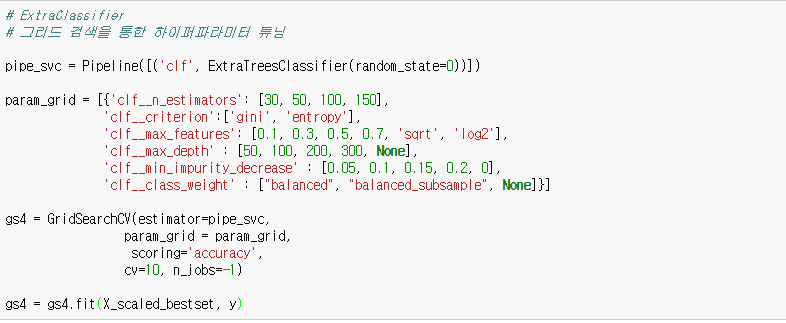 # ExtraClassifier
# 그리드 검색을 통한 하이퍼파라미터 튜닝
pipe_svc = Pipeline([('clf', ExtraTreesClassifier(random_state=0))])
param_grid = [{'clf__n_estimators': [30, 50, 100, 150],
'clf__criterion':['gini', 'entropy'],
'clf__max_features': [0.1, 0.3, 0.5, 0.7, 'sqrt', 'log2'],
'clf__max_depth' : [50, 100, 200, 300, None],
'clf__min_impurity_decrease' : [0.05, 0.1, 0.15, 0.2, 0],
'clf__class_weight' : ["balanced", "balanced_subsample", None]}]
gs4 = GridSearchCV(estimator=pipe_svc,
param_grid = param_grid,
scoring='accuracy',
cv=10, n_jobs=-1)
gs4 = gs4.fit(X_scaled_bestset, y)